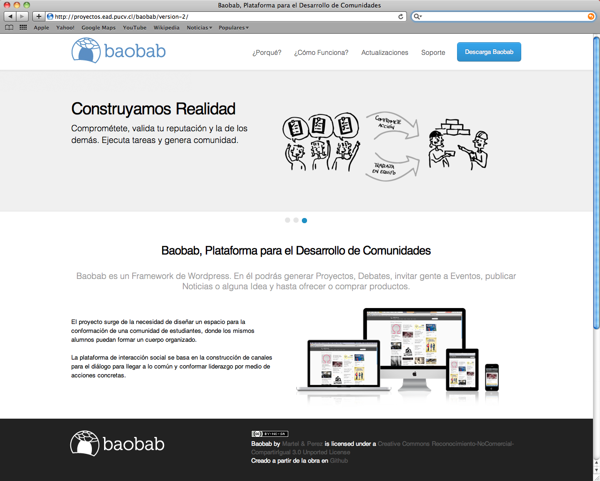 Baobab, Plataforma para el Desarrollo de Comunidades
http://proyectos.ead.pucv.cl/baobab/version-2/
Apple Yahoo! Google Maps YouTube Wikipedia Noticias Populares
baobab
¿Porqué? ¿Cómo Funciona? Actualizaciones Soporte Descarga Baobab
Construyamos Realidad
Comprométete, valida tu reputación y la de los
demás. Ejecuta tareas y genera comunidad.
COMPROMETE
ACCIÓN
TRABAJA
EN EQUIPO
Baobab, Plataforma para el Desarrollo de Comunidades
Baobab es un Framework de Wordpress. En él podrás generar Proyectos, Debates, invitar gente a Eventos, publicar
Noticias o alguna Idea y hasta ofrecer o comprar productos.
El proyecto surge de la necesidad de diseñar un espacio para la
conformación de una comunidad de estudiantes, donde los mismos
alumnos puedan formar un cuerpo organizado.
La plataforma de interacción social se basa en la construcción de canales
para el diálogo para llegar a lo común y conformar liderazgo por medio de
acciones concretas.
baobab
Baobab by Martel & Perez is licensed under a Creative Commons Reconocimiento-NoComercial-
CompartirIgual 3.0 Unported License
Creado a partir de la obra en Github